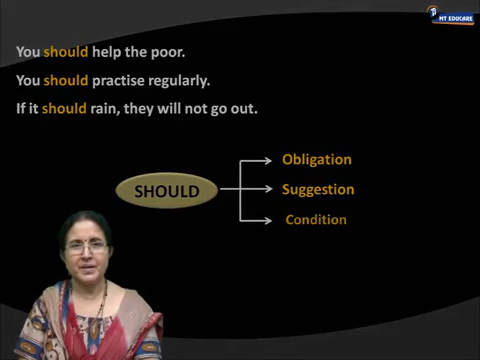 MT EDUCARE
You should help the poor.
You should practise regularly.
If it should rain, they will not go out.
Obligation
SHOULD
Suggestion
Condition